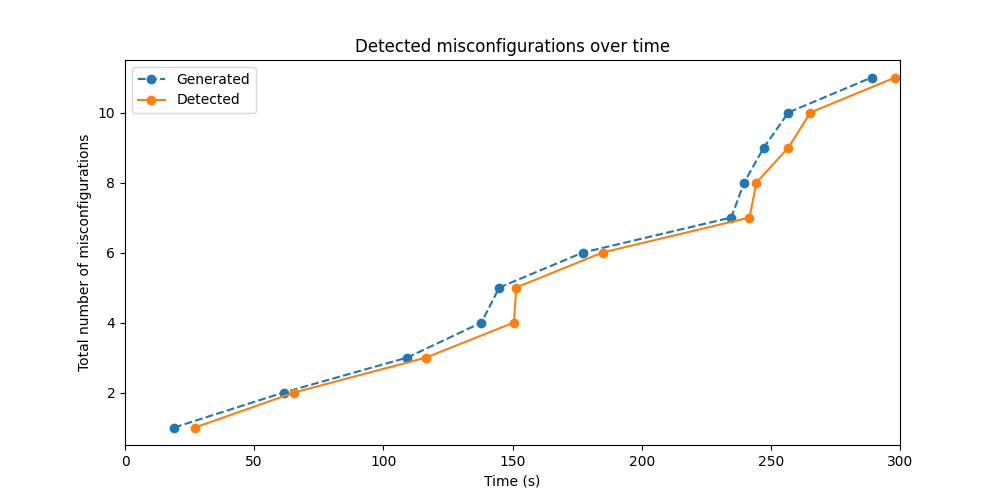 Detected misconfigurations over time
Generated
Detected
Total number of misconfigurations
10
8
6
4
2
0 50 100 150 200 250 300
Time (s)